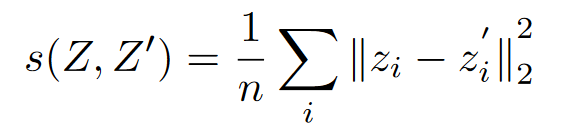 s(Z, Z′) = \frac{1}{n} \sum_{i} \|z_i - z_i^{'}\|_2^2